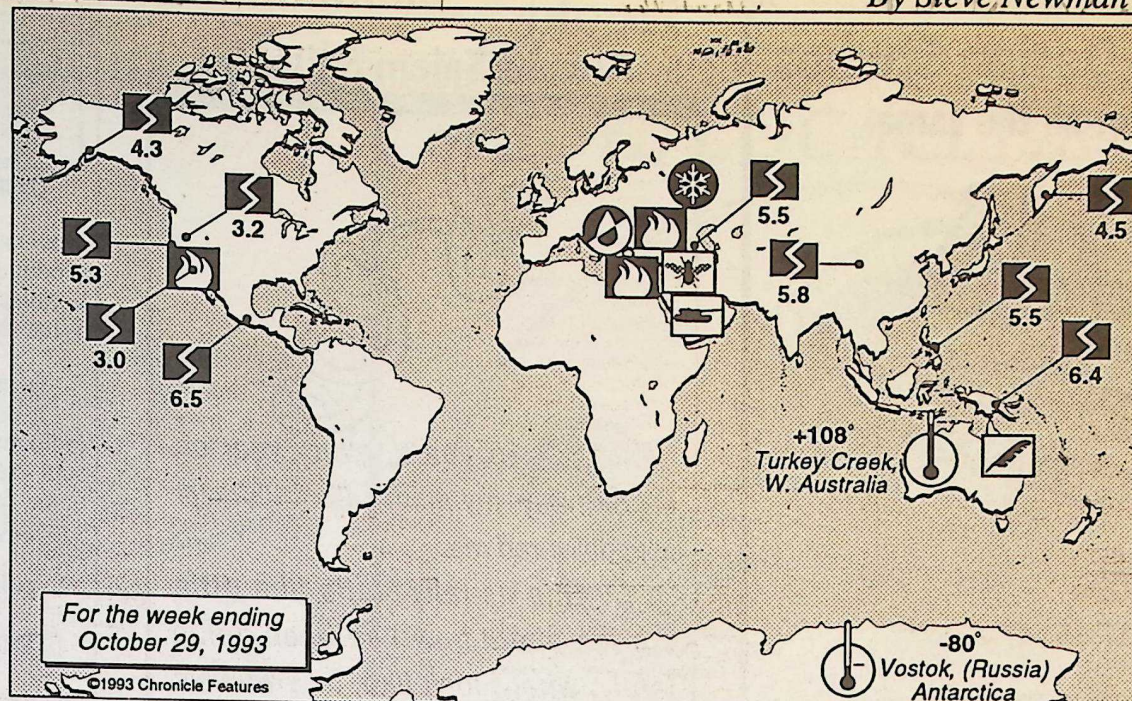 By Steve Newman
4.3
3.2
5.3
3.0
6.5
5.5
5.8
4.5
5.5
6.4
+108°
Turkey Creek,
W. Australia
For the week ending
October 29, 1993
©1993 Chronicle Features
-80°
Vostok, (Russia)
Antarctica